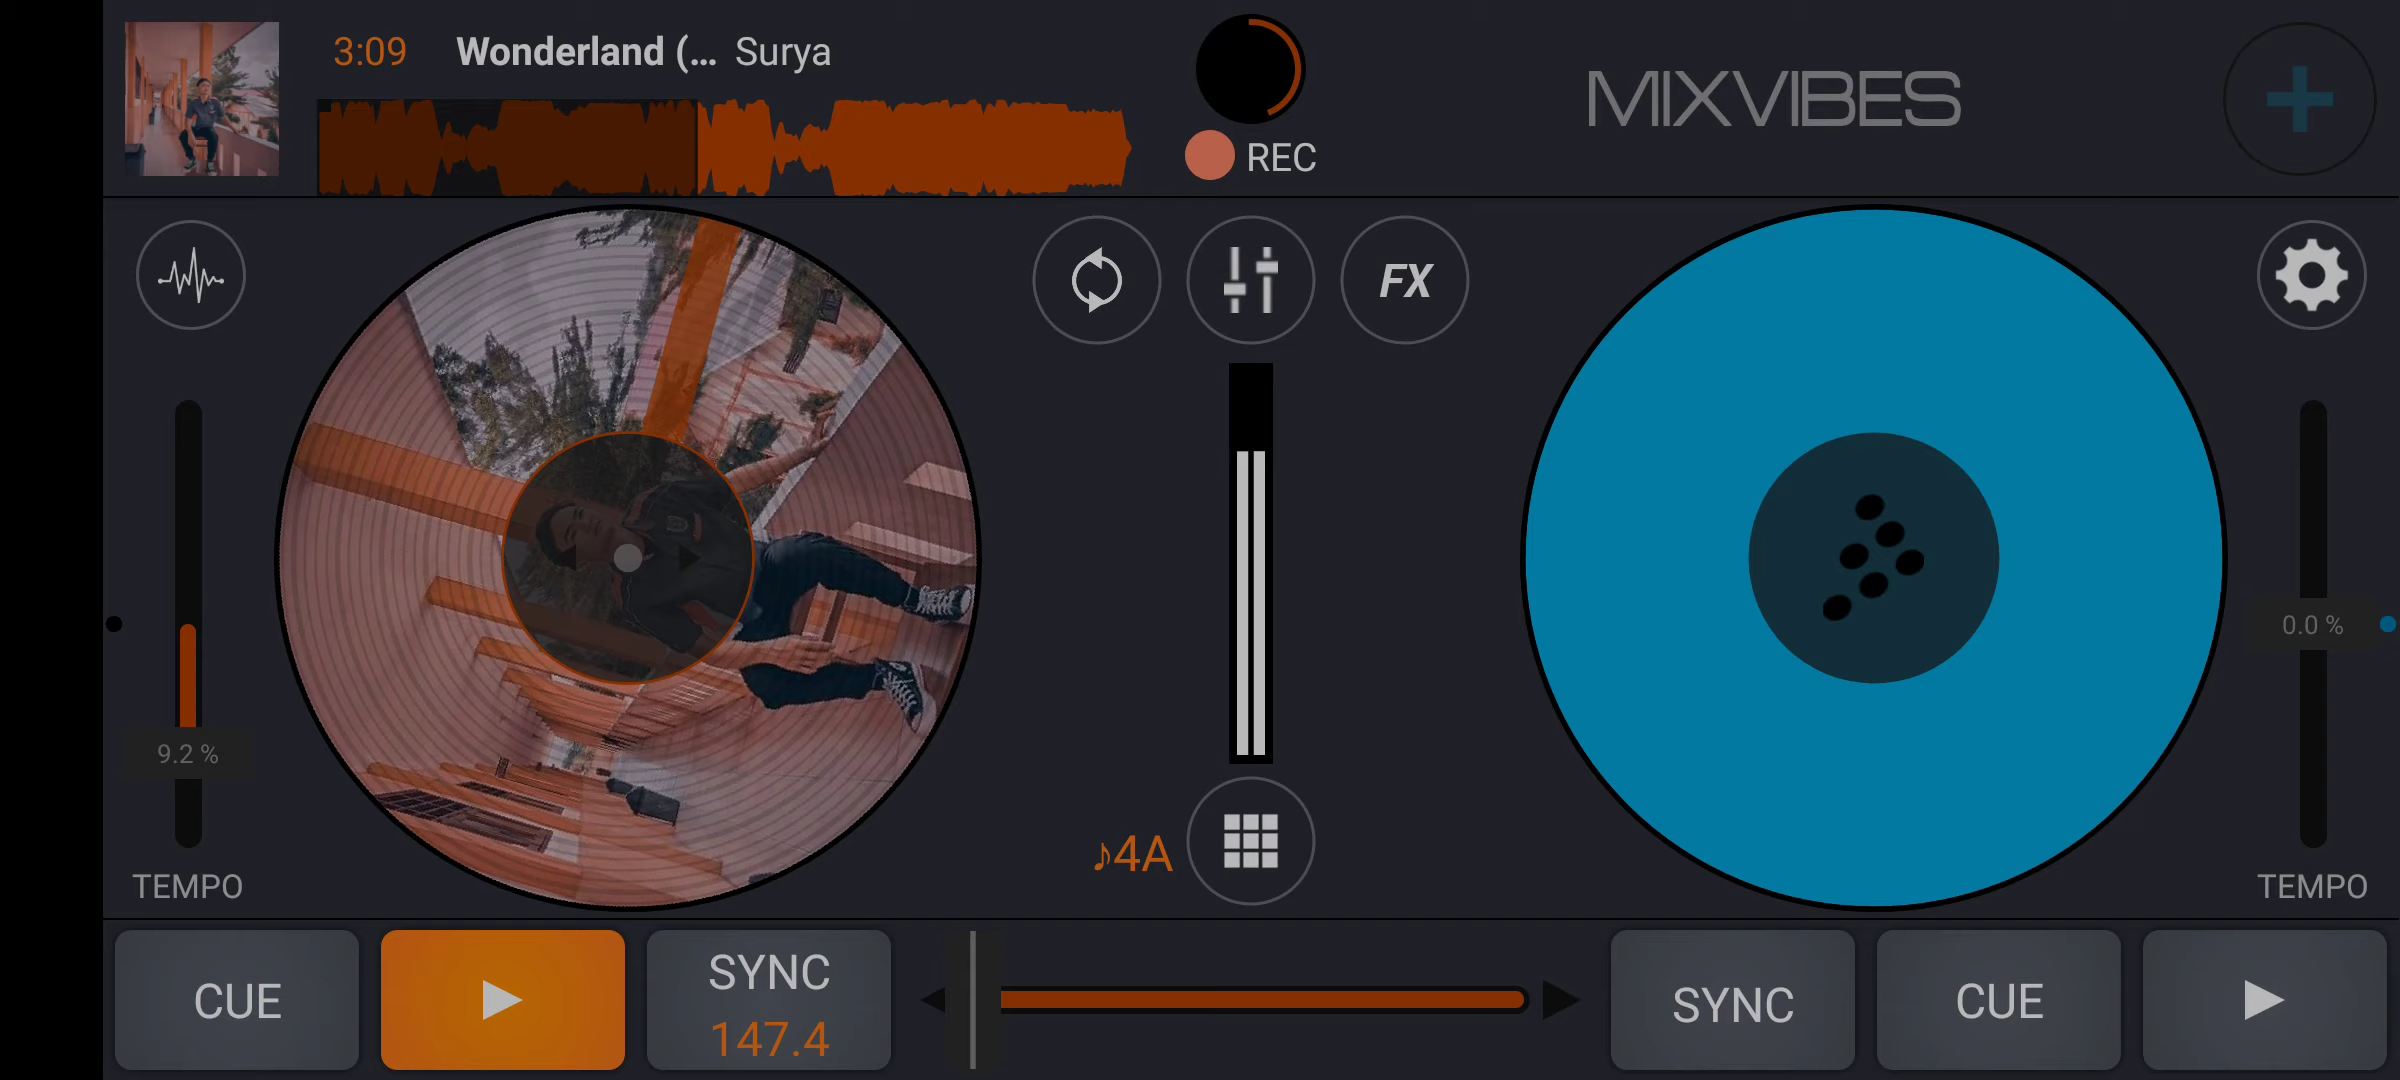 3:09 Wonderland (... Surya
REC
MIXVIBES
FX
9.2 %
0.0 %
♪4A
TEMPO
TEMPO
CUE
SYNC
147.4
SYNC
CUE